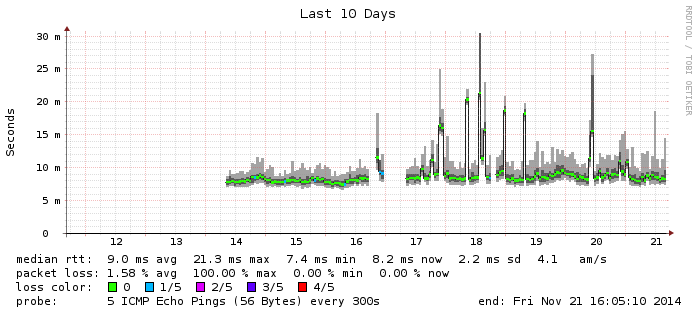 Last 10 Days
RRDTOOL / TOBI OETIKER
Seconds
30 m
25 m
20 m
15 m
10 m
5 m
0
12 13 14 15 16 17 18 19 20 21
median rtt: 9.0 ms avg 21.3 ms max 7.4 ms min 8.2 ms now 2.2 ms sd 4.1 am/s
packet loss: 1.58 % avg 100.00 % max 0.00 % min 0.00 % now
loss color: 0 1/5 2/5 3/5 4/5
probe: 5 ICMP Echo Pings (56 Bytes) every 300s end: Fri Nov 21 16:05:10 2014